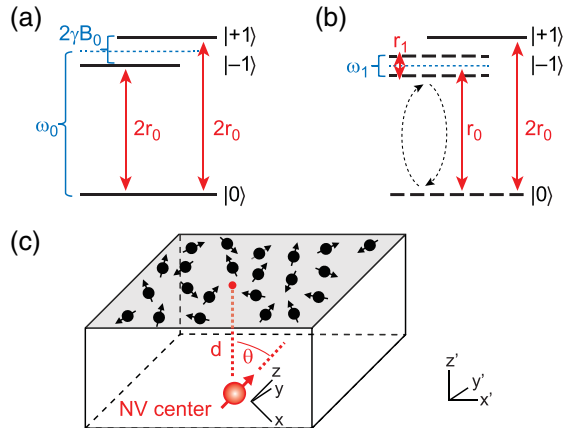 (a)
2γB₀
|+1⟩
|−1⟩
ω₀
2r₀
2r₀
|0⟩
(b)
|+1⟩
r₁
|−1⟩
ω₁
r₀
2r₀
|0⟩
(c)
d
θ
z
y
x
NV center
z'
y'
x'